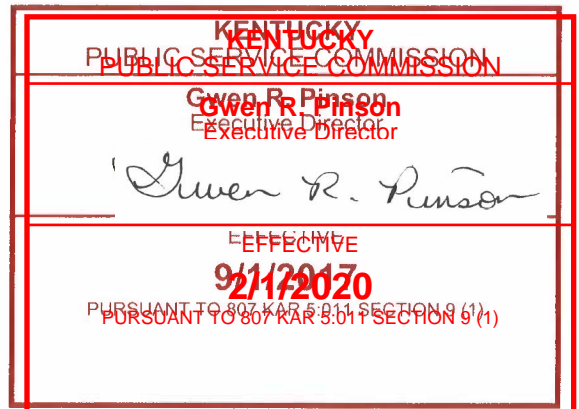 KENTUCKY
KENTUCKY
PUBLIC SERVICE COMMISSION
PUBLIC SERVICE COMMISSION
Gwen R. Pinson
Gwen R. Pinson
Executive Director
Executive Director
Gwen R. Pinson
EFFECTIVE
EFFECTIVE
9/1/2017
2/1/2020
PURSUANT TO 807 KAR 5:011 SECTION 9 (1)
PURSUANT TO 807 KAR 5:011 SECTION 9 (1)